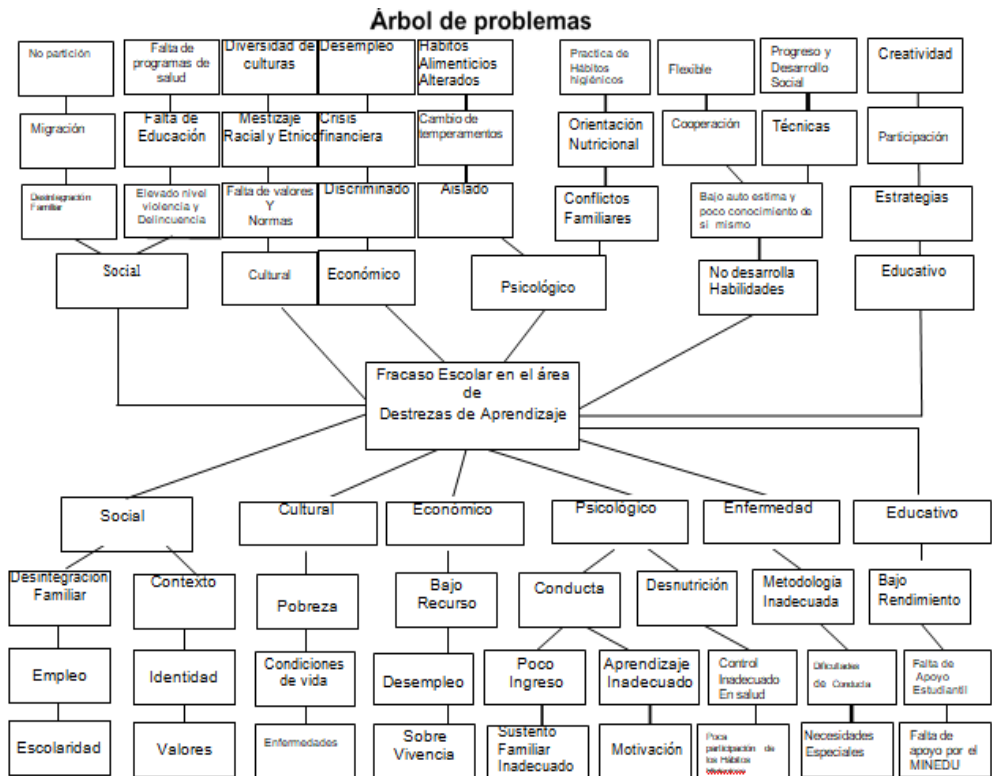 Árbol de problemas
No partición
Falta de
programas de
salud
Diversidad de
culturas
Desempleo
Habitos
Alimenticios
Alterados
Practica de
Hábitos
higiénicos
Flexible
Progreso y
Desarrollo
Social
Creatividad
Migración
Falta de
Educación
Mestizaje
Racial y Etnico
Crisis
financiera
Cambio de
temperamentos
Orientación
Nutricional
Cooperación
Técnicas
Participación
Desintegración
Familiar
Elevado nivel
violencia y
Delincuencia
Falta de valores
Y
Normas
Discriminado
Aislado
Conflictos
Familiares
Bajo auto estima y
poco conocimiento de
si mismo
Estrategias
Social
Cultural
Económico
Psicológico
No desarrolla
Habilidades
Educativo
Fracaso Escolar en el área
de
Destrezas de Aprendizaje
Social
Cultural
Económico
Psicológico
Enfermedad
Educativo
Desintegracion
Familiar
Contexto
Pobreza
Bajo
Recurso
Conducta
Desnutrición
Metodología
Inadecuada
Bajo
Rendimiento
Empleo
Identidad
Condiciones
de vida
Desempleo
Poco
Ingreso
Aprendizaje
Inadecuado
Control
Inadecuado
En salud
Dificultades
de Conducta
Falta de
Apoyo
Estudiantil
Escolaridad
Valores
Enfermedades
Sobre
Vivencia
Sustento
Familiar
Inadecuado
Motivación
Poca
participación de
los Hábitos
Necesidades
Especiales
Falta de
apoyo por el
MINEDU